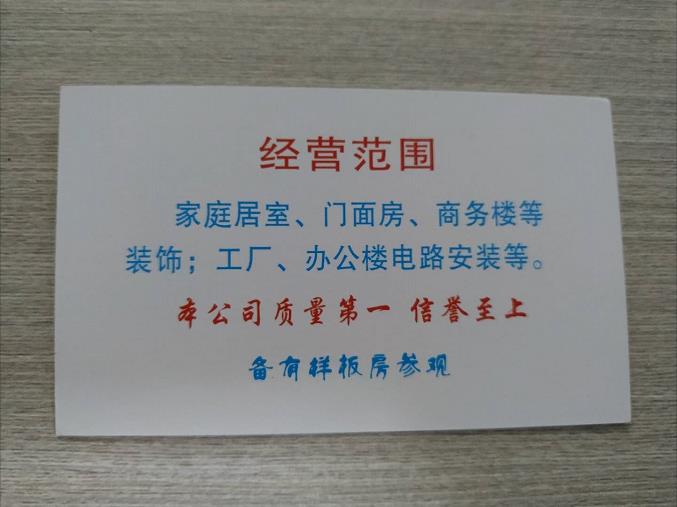 经营范围
家庭居室、门面房、商务楼等
装饰；工厂、办公楼电路安装等。
本公司质量第一 信誉至上
备有样板房参观